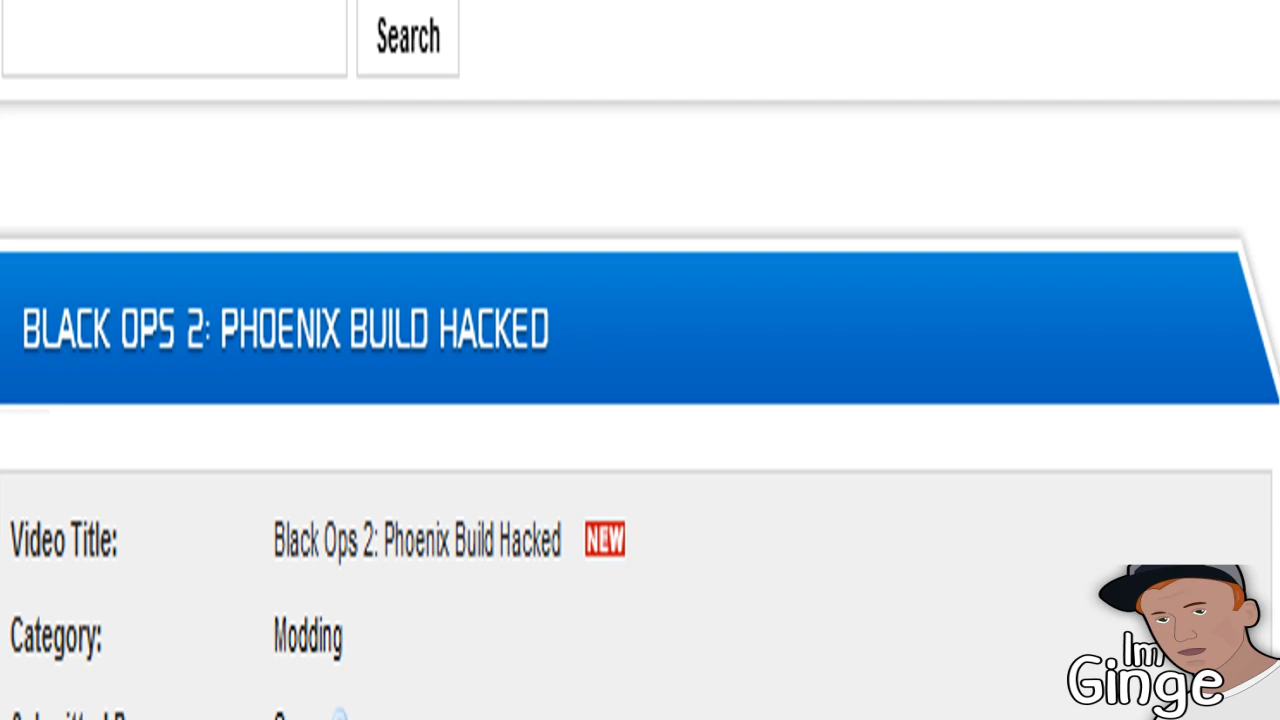 Search
BLACK OPS 2: PHOENIX BUILD HACKED
Video Title: Black Ops 2: Phoenix Build Hacked NEW
Category: Modding
Im
Ginge